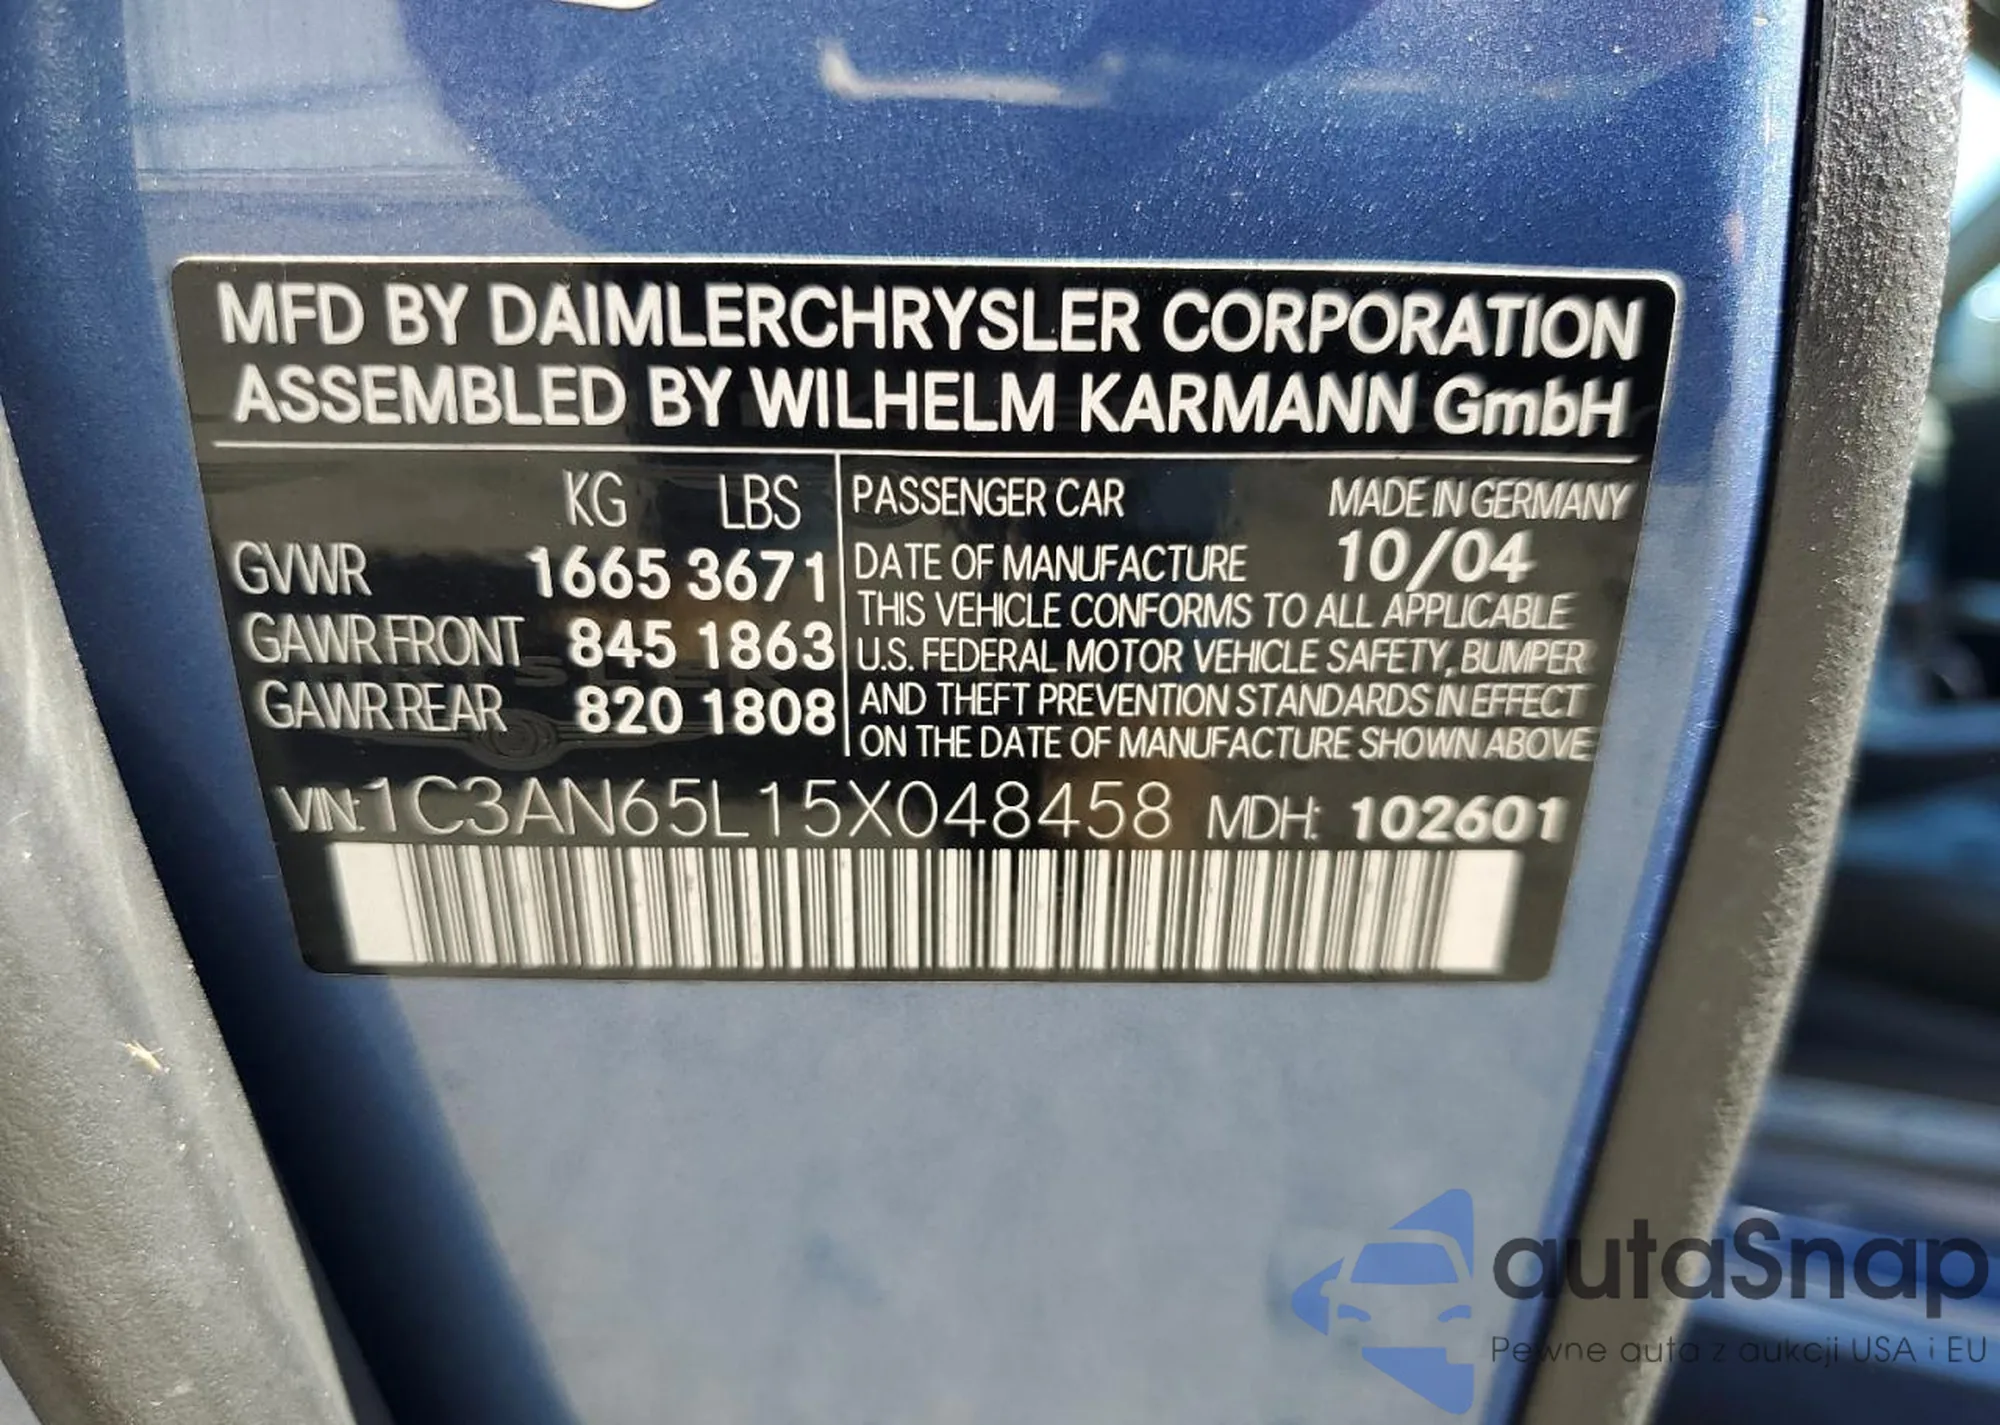 MFD BY DAIMLERCHRYSLER CORPORATION
ASSEMBLED BY WILHELM KARMANN GmbH
KG LBS
GVWR 1665 3671
GAWR FRONT 845 1863
GAWR REAR 820 1808
PASSENGER CAR MADE IN GERMANY
DATE OF MANUFACTURE 10/04
THIS VEHICLE CONFORMS TO ALL APPLICABLE
U.S. FEDERAL MOTOR VEHICLE SAFETY, BUMPER
AND THEFT PREVENTION STANDARDS IN EFFECT
ON THE DATE OF MANUFACTURE SHOWN ABOVE
VIN: 1C3AN65L15X048458 MDH: 102601
CHRYSLER
autaSnap
Pewne auta z aukcji USA i EU